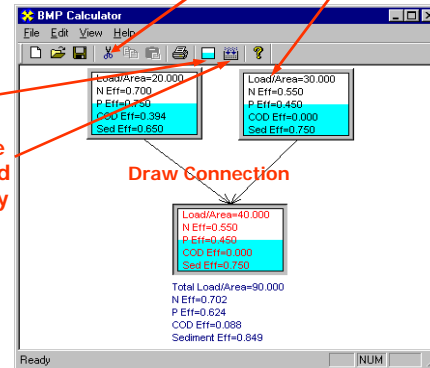 BMP Calculator
File Edit View Help
Load/Area=20.000
N Eff=0.700
P Eff=0.750
COD Eff=0.394
Sed Eff=0.650
Load/Area=30.000
N Eff=0.550
P Eff=0.450
COD Eff=0.000
Sed Eff=0.750
e
d
y
Draw Connection
Load/Area=40.000
N Eff=0.550
P Eff=0.450
COD Eff=0.000
Sed Eff=0.750
Total Load/Area=90.000
N Eff=0.702
P Eff=0.624
COD Eff=0.088
Sediment Eff=0.849
Ready
NUM